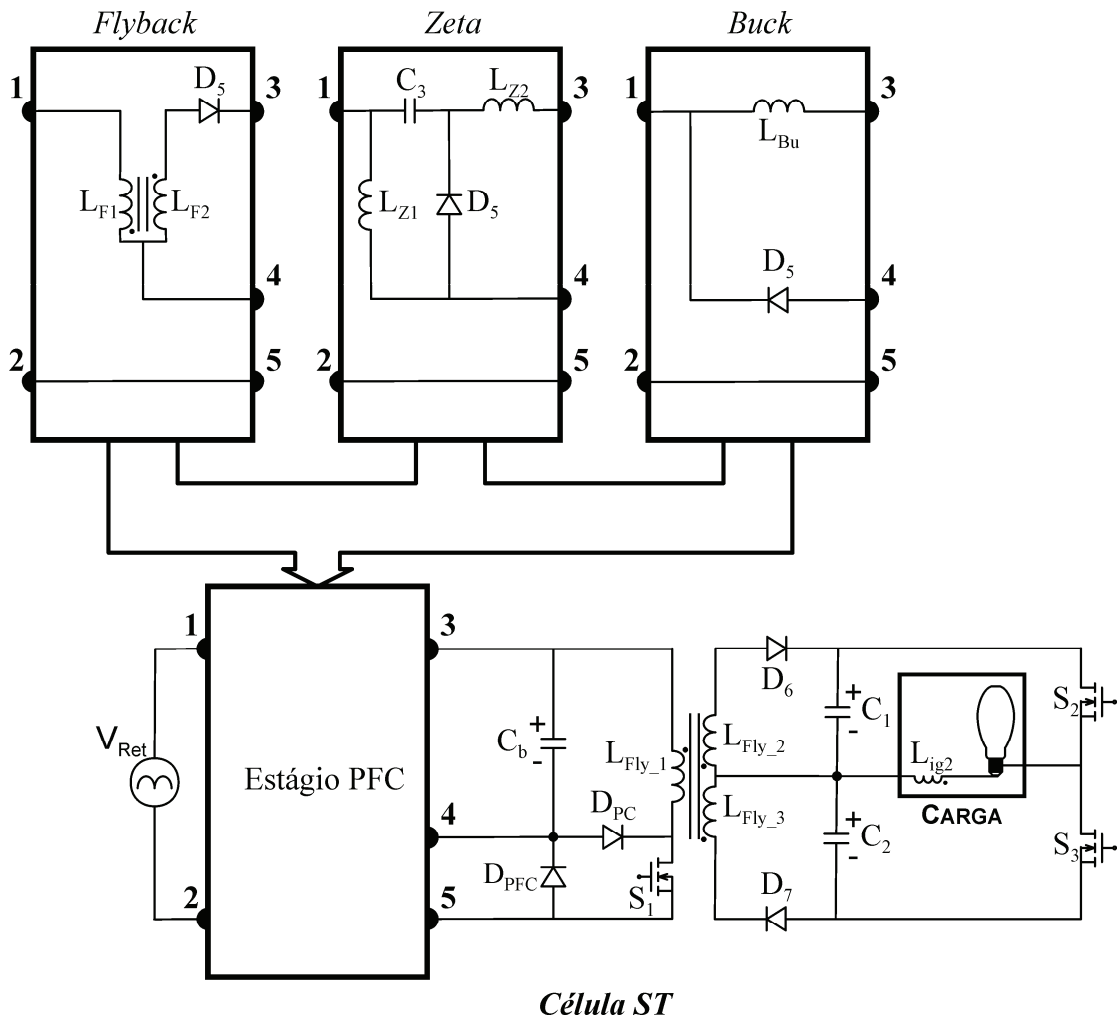 Flyback
Zeta
Buck
1
D5
3
LF1
LF2
4
2
5
1
C3
LZ2
3
LZ1
D5
4
2
5
1
3
LBu
D5
4
2
5
1
3
VRet
Estágio PFC
4
2
5
Cb
+
-
DPC
DPFC
S1
LFly_1
LFly_2
LFly_3
D6
D7
+
C1
-
+
C2
-
Lig2
CARGA
S2
S3
Célula ST